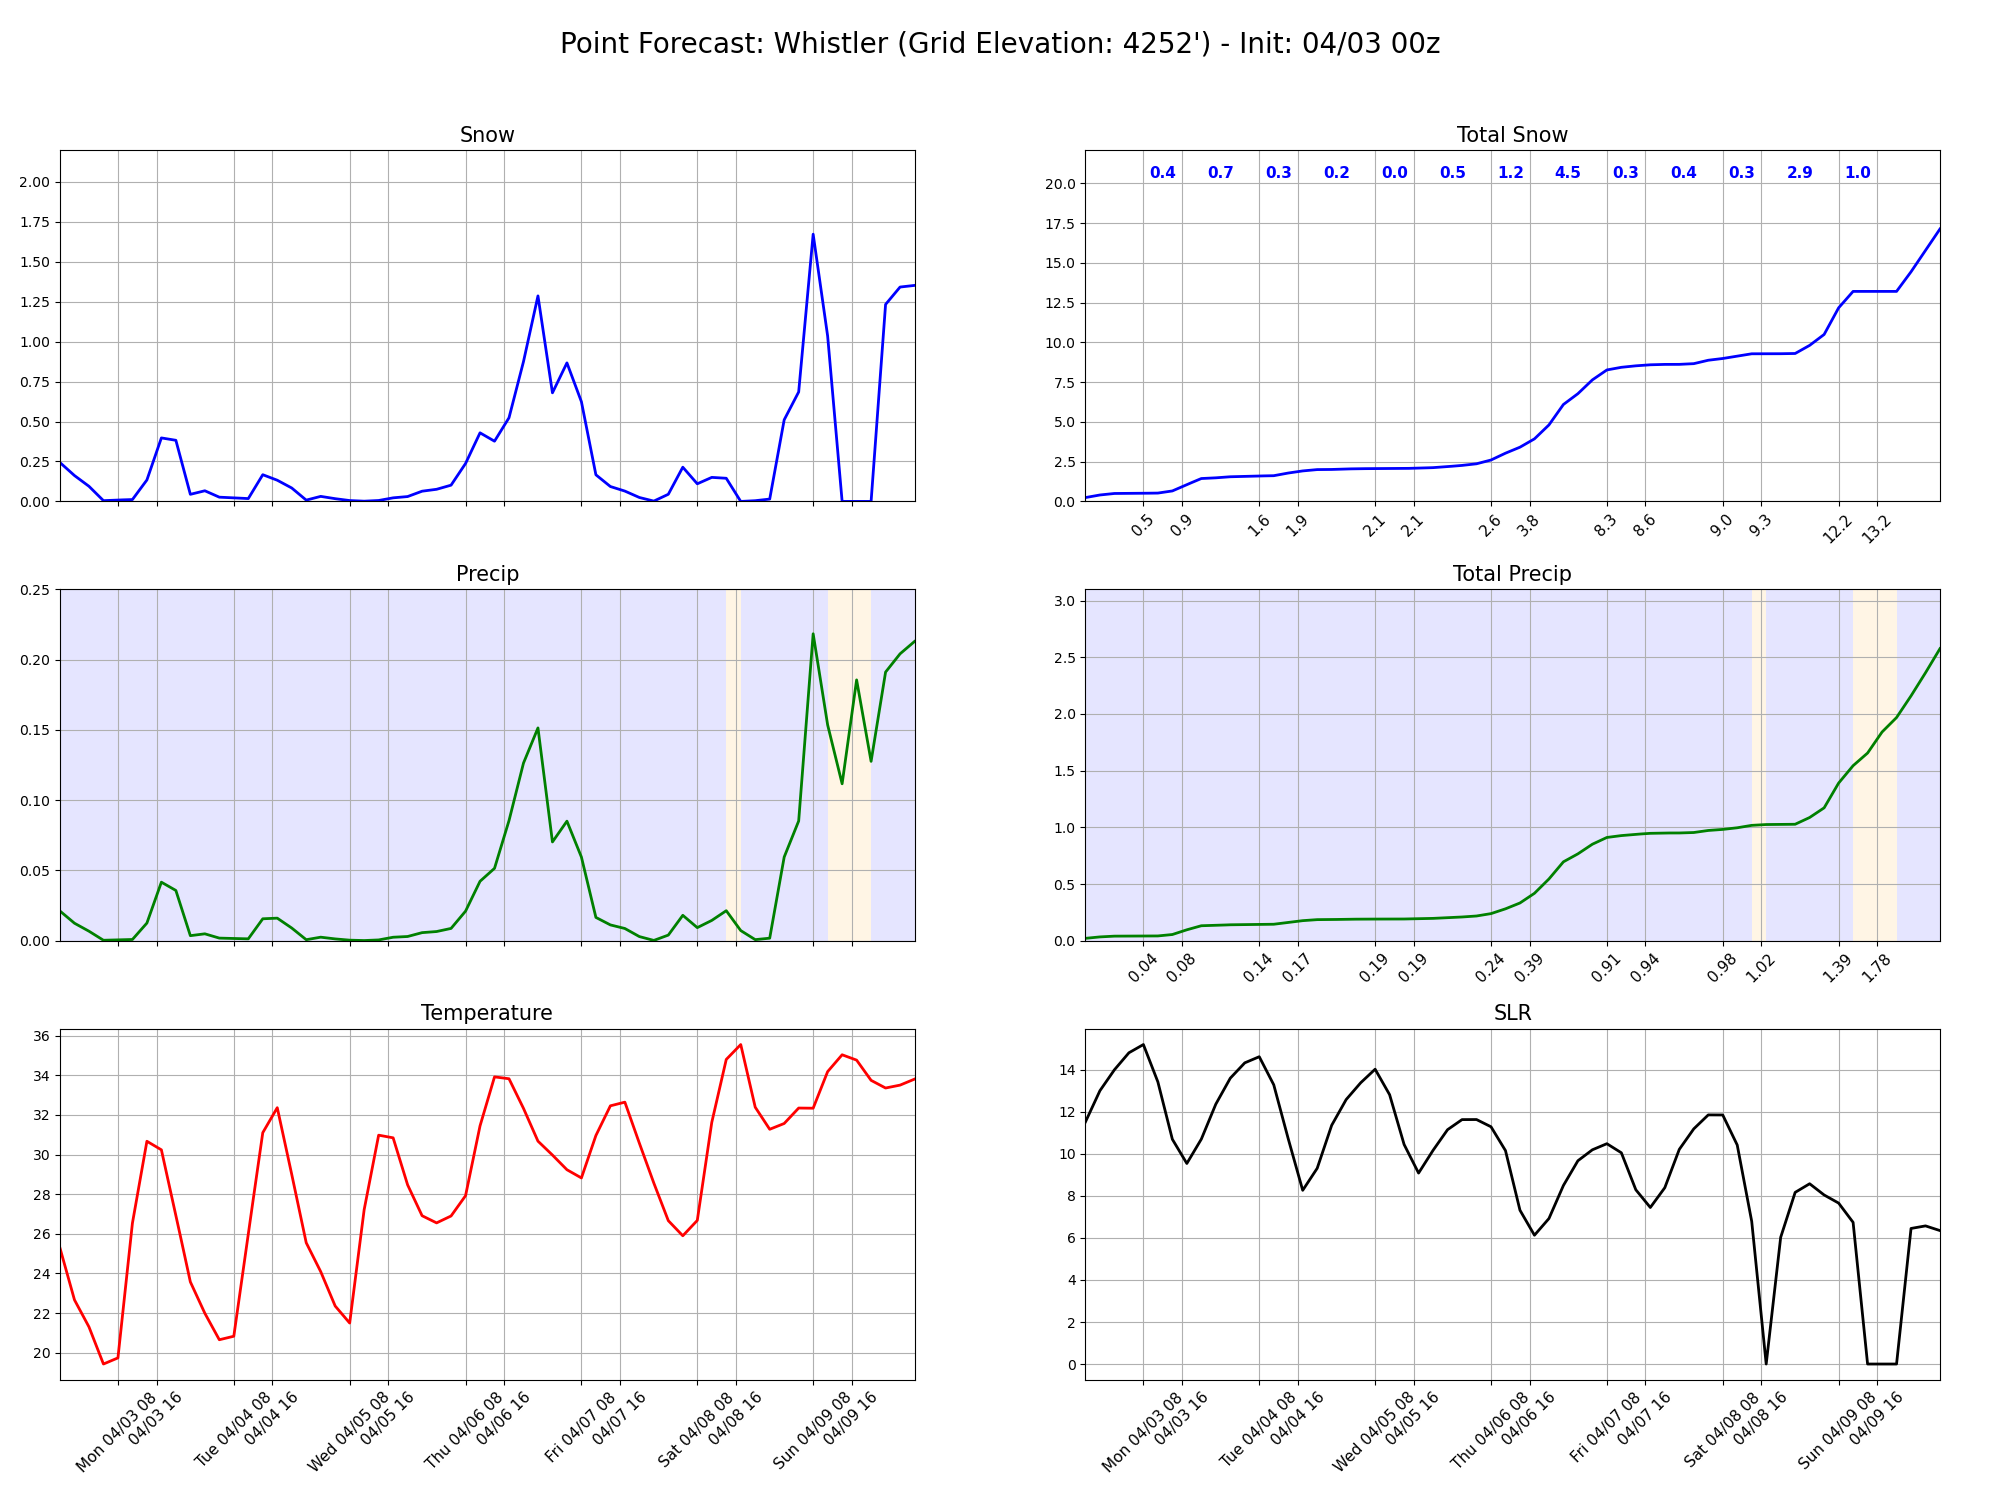 Point Forecast: Whistler (Grid Elevation: 4252') - Init: 04/03 00z
Snow
2.00
1.75
1.50
1.25
1.00
0.75
0.50
0.25
0.00
Total Snow
0.4 0.7 0.3 0.2 0.0 0.5 1.2 4.5 0.3 0.4 0.3 2.9 1.0
20.0
17.5
15.0
12.5
10.0
7.5
5.0
2.5
0.0
0.5 0.9 1.6 1.9 2.1 2.1 2.6 3.8 8.3 8.6 9.0 9.3 12.2 13.2
Precip
0.25
0.20
0.15
0.10
0.05
0.00
Total Precip
3.0
2.5
2.0
1.5
1.0
0.5
0.0
0.04 0.08 0.14 0.17 0.19 0.19 0.24 0.39 0.91 0.94 0.98 1.02 1.39 1.78
Temperature
36
34
32
30
28
26
24
22
20
Mon 04/03 08
04/03 16
Tue 04/04 08
04/04 16
Wed 04/05 08
04/05 16
Thu 04/06 08
04/06 16
Fri 04/07 08
04/07 16
Sat 04/08 08
04/08 16
Sun 04/09 08
04/09 16
SLR
14
12
10
8
6
4
2
0
Mon 04/03 08
04/03 16
Tue 04/04 08
04/04 16
Wed 04/05 08
04/05 16
Thu 04/06 08
04/06 16
Fri 04/07 08
04/07 16
Sat 04/08 08
04/08 16
Sun 04/09 08
04/09 16